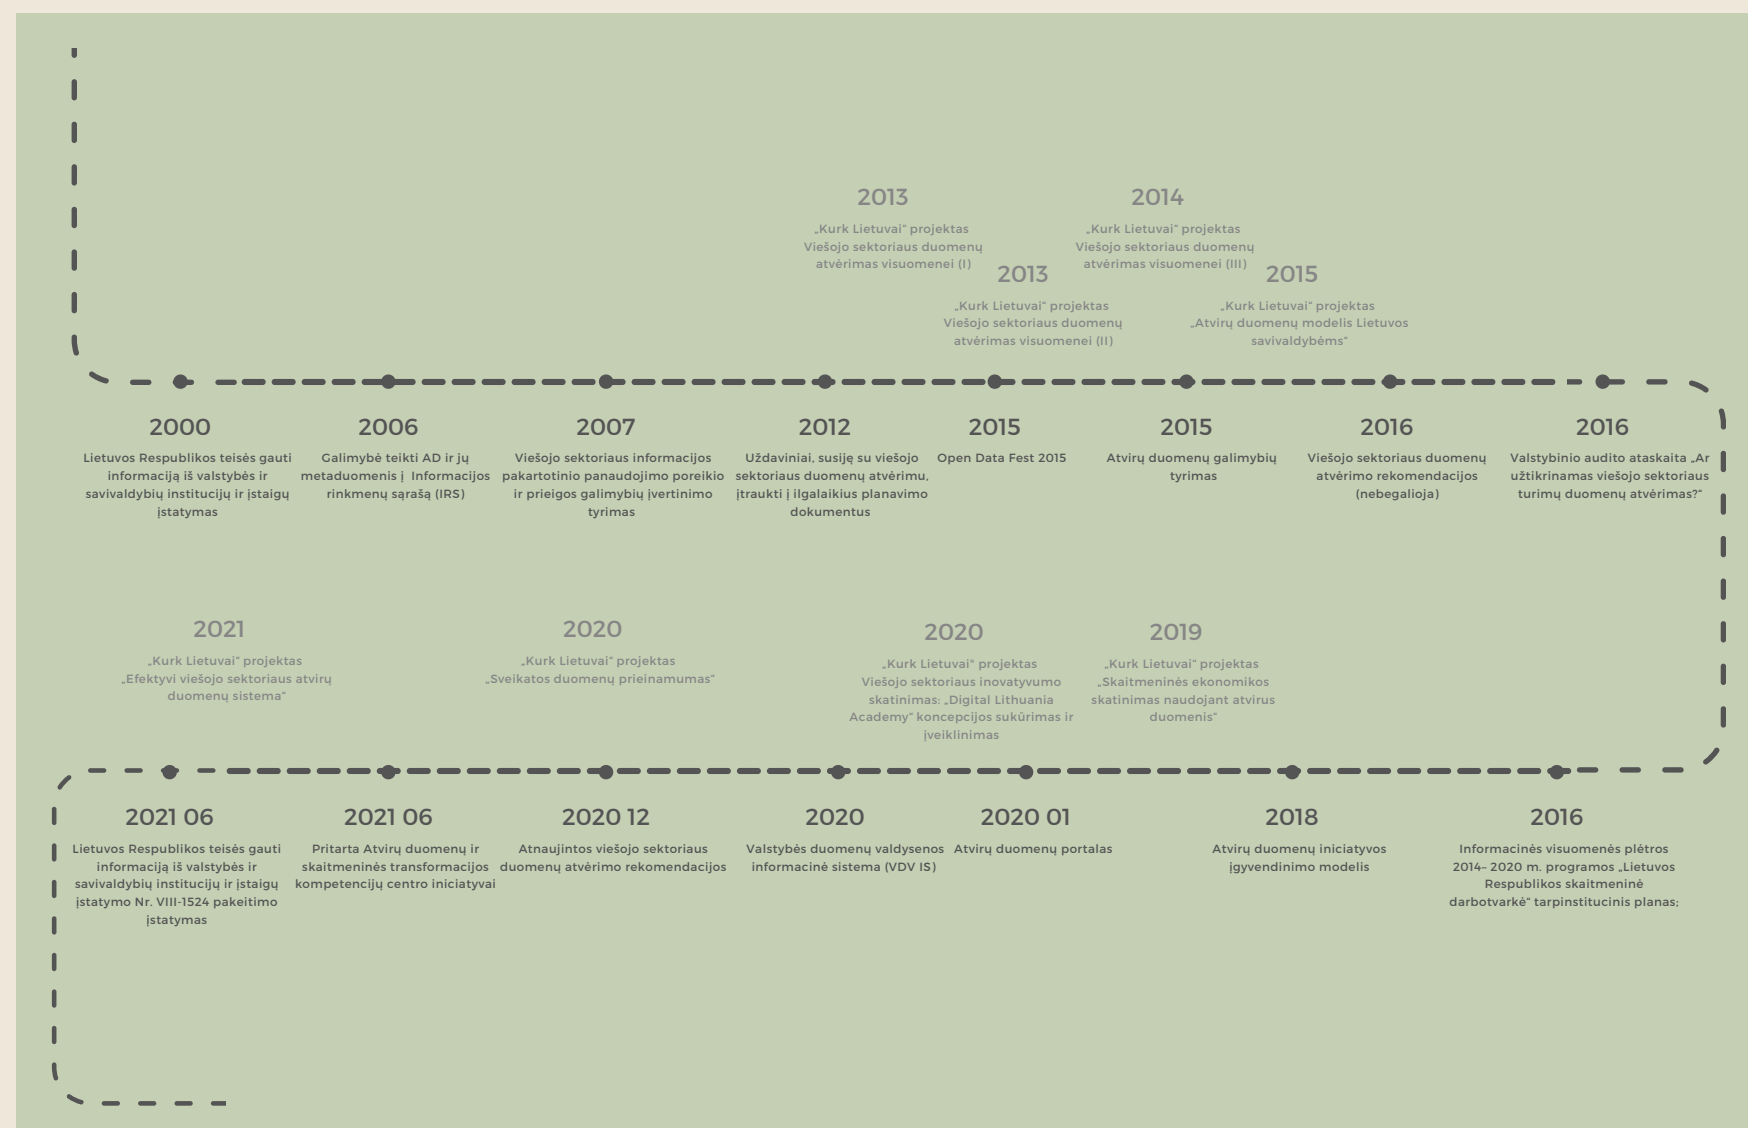 2013
„Kurk Lietuvai“ projektas
Viešojo sektoriaus duomenų
atvėrimas visuomenei (I)
2014
„Kurk Lietuvai“ projektas
Viešojo sektoriaus duomenų
atvėrimas visuomenei (III)
2013
„Kurk Lietuvai“ projektas
Viešojo sektoriaus duomenų
atvėrimas visuomenei (II)
2015
„Kurk Lietuvai“ projektas
„Atvirų duomenų modelis Lietuvos
savivaldybėms“
2000
Lietuvos Respublikos teisės gauti
informaciją iš valstybės ir
savivaldybių institucijų ir įstaigų
įstatymas
2006
Galimybė teikti AD ir jų
metaduomenis į Informacijos
rinkmenų sąrašą (IRS)
2007
Viešojo sektoriaus informacijos
pakartotinio panaudojimo poreikio
ir prieigos galimybių įvertinimo
tyrimas
2012
Uždaviniai, susiję su viešojo
sektoriaus duomenų atvėrimu,
įtraukti į ilgalaikius planavimo
dokumentus
2015
Open Data Fest 2015
2015
Atvirų duomenų galimybių
tyrimas
2016
Viešojo sektoriaus duomenų
atvėrimo rekomendacijos
(nebegalioja)
2016
Valstybinio audito ataskaita „Ar
užtikrinamas viešojo sektoriaus
turimų duomenų atvėrimas?“
2021
„Kurk Lietuvai“ projektas
„Efektyvi viešojo sektoriaus atvirų
duomenų sistema“
2020
„Kurk Lietuvai“ projektas
„Sveikatos duomenų prieinamumas“
2020
„Kurk Lietuvai“ projektas
Viešojo sektoriaus inovatyvumo
skatinimas: „Digital Lithuania
Academy“ koncepcijos sukūrimas ir
įveiklinimas
2019
„Kurk Lietuvai“ projektas
„Skaitmeninės ekonomikos
skatinimas naudojant atvirus
duomenis“
2021 06
Lietuvos Respublikos teisės gauti
informaciją iš valstybės ir
savivaldybių institucijų ir įstaigų
įstatymo Nr. VIII-1524 pakeitimo
įstatymas
2021 06
Pritarta Atvirų duomenų ir
skaitmeninės transformacijos
kompetencijų centro iniciatyvai
2020 12
Atnaujintos viešojo sektoriaus
duomenų atvėrimo rekomendacijos
2020
Valstybės duomenų valdysenos
informacinė sistema (VDV IS)
2020 01
Atvirų duomenų portalas
2018
Atvirų duomenų iniciatyvos
įgyvendinimo modelis
2016
Informacinės visuomenės plėtros
2014– 2020 m. programos „Lietuvos
Respublikos skaitmeninė
darbotvarkė“ tarpinstitucinis planas;